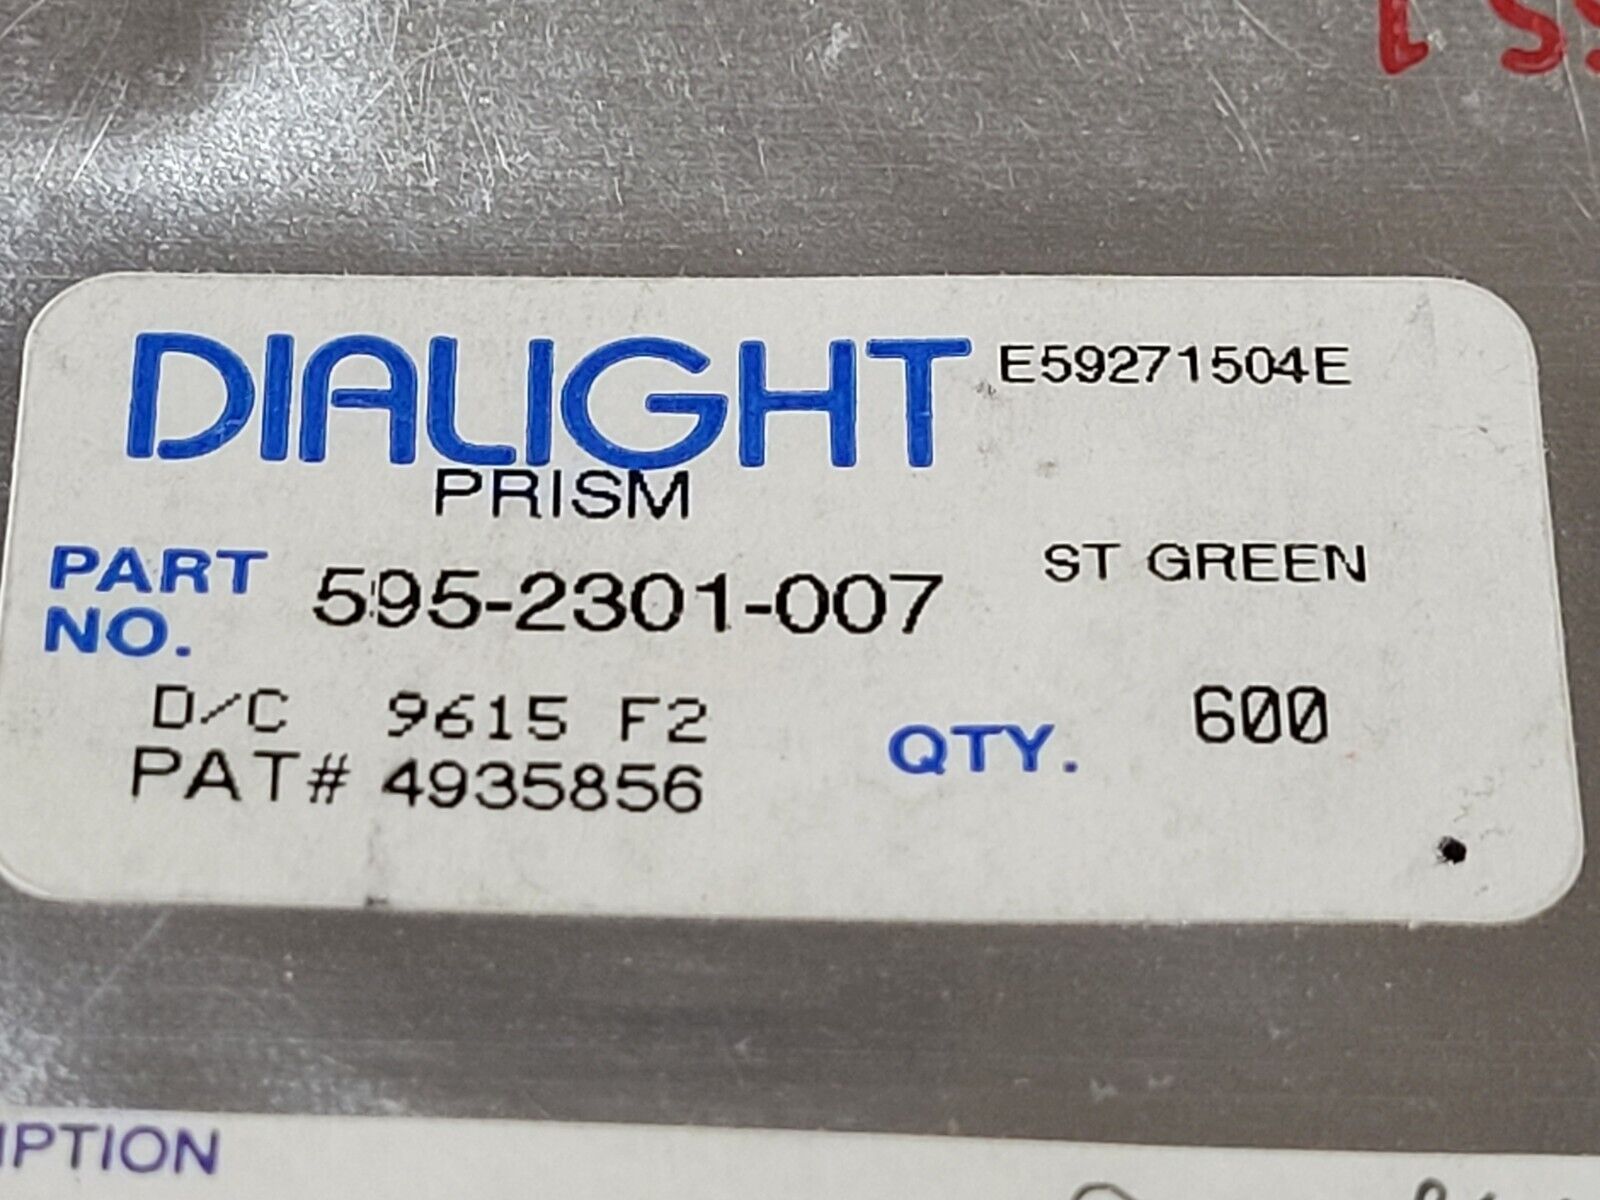 DIALIGHT E59271504E
PRISM
PART NO. 595-2301-007 ST GREEN
D/C 9615 F2
QTY. 600
PAT# 4935856
IPTION